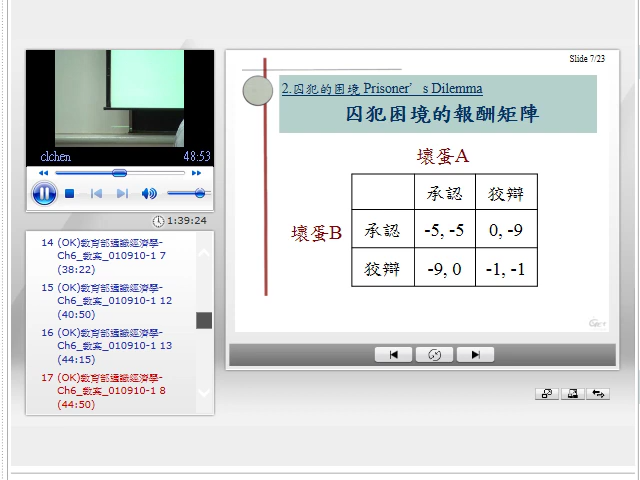 Slide 7/23
2.囚犯的困境 Prisoner’s Dilemma
囚犯困境的報酬矩陣
壞蛋A
承認 狡辯
壞蛋B
承認 -5, -5 0, -9
狡辯 -9, 0 -1, -1
clchen 48:53
1:39:24
14 (OK)教育部通識經濟學-
Ch6_教案_010910-1 7
(38:22)
15 (OK)教育部通識經濟學-
Ch6_教案_010910-1 12
(40:50)
16 (OK)教育部通識經濟學-
Ch6_教案_010910-1 13
(44:15)
17 (OK)教育部通識經濟學-
Ch6_教案_010910-1 8
(44:50)